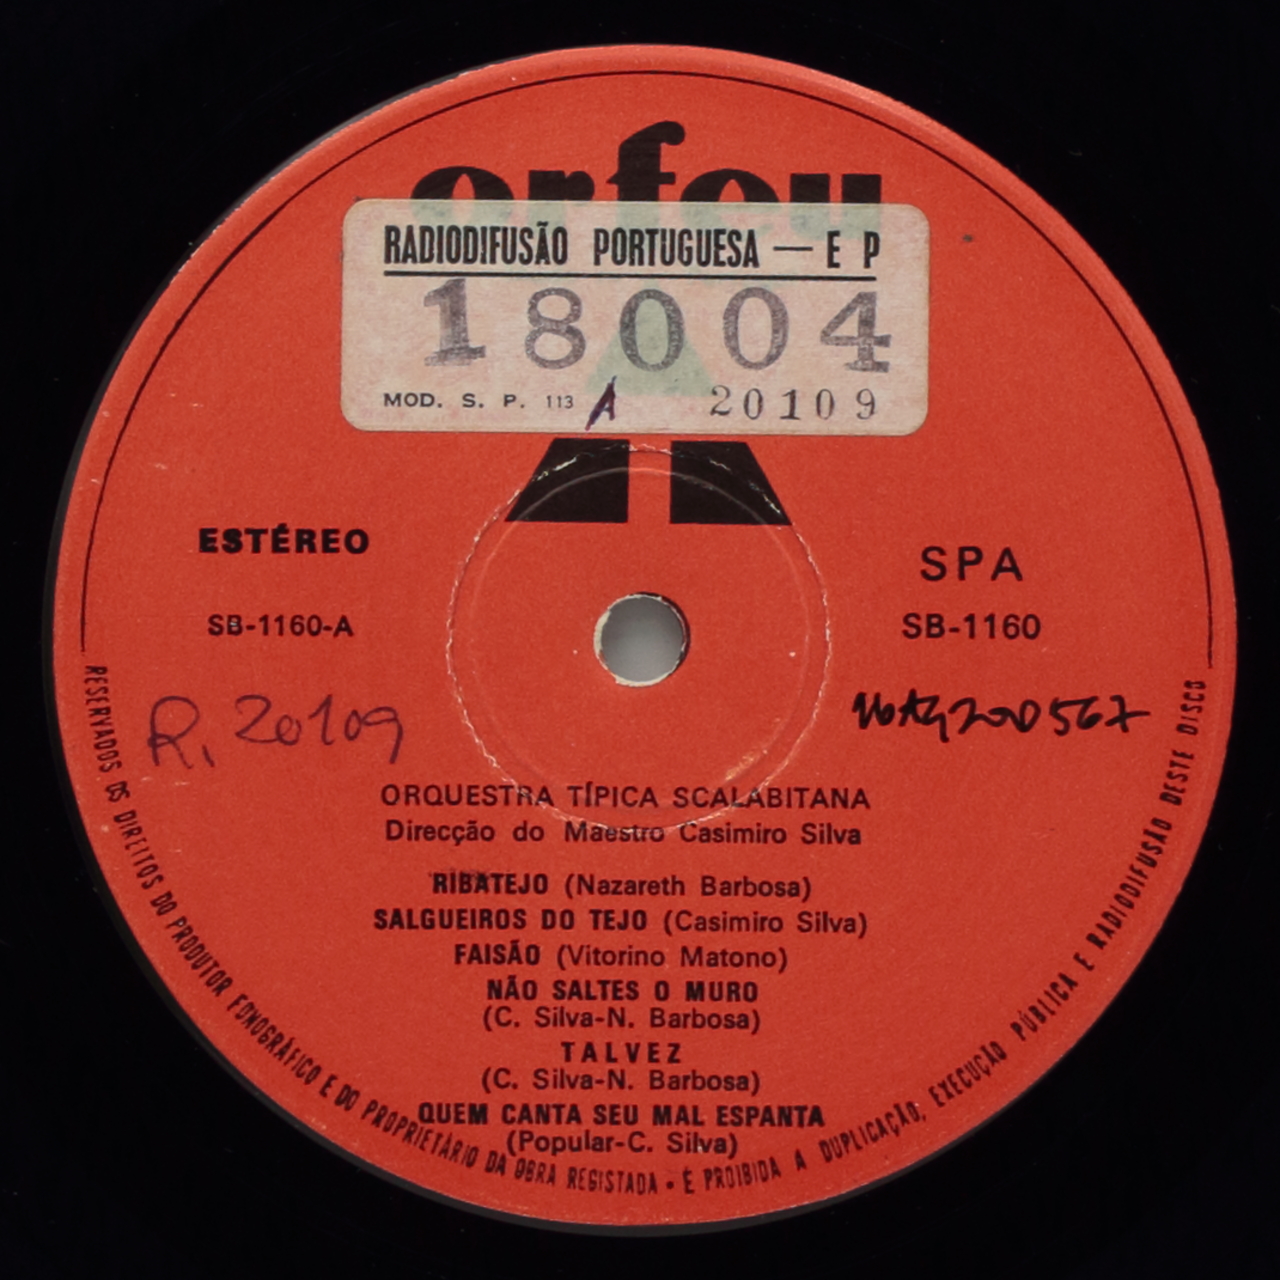 orfeu
RADIODIFUSÃO PORTUGUESA — E P
18004
MOD. S. P. 113 A 20109
ESTÉREO
SPA
SB-1160-A
SB-1160
R. 20109
ORQUESTRA TÍPICA SCALABITANA
Direcção do Maestro Casimiro Silva
RIBATEJO (Nazareth Barbosa)
SALGUEIROS DO TEJO (Casimiro Silva)
FAISÃO (Vitorino Matono)
NÃO SALTES O MURO
(C. Silva-N. Barbosa)
TALVEZ
(C. Silva-N. Barbosa)
QUEM CANTA SEU MAL ESPANTA
(Popular-C. Silva)
RESERVADOS OS DIREITOS DO PRODUTOR FONOGRÁFICO E DO PROPRIETÁRIO DA OBRA REGISTADA • É PROIBIDA A DUPLICAÇÃO, EXECUÇÃO PÚBLICA E RADIODIFUSÃO DESTE DISCO